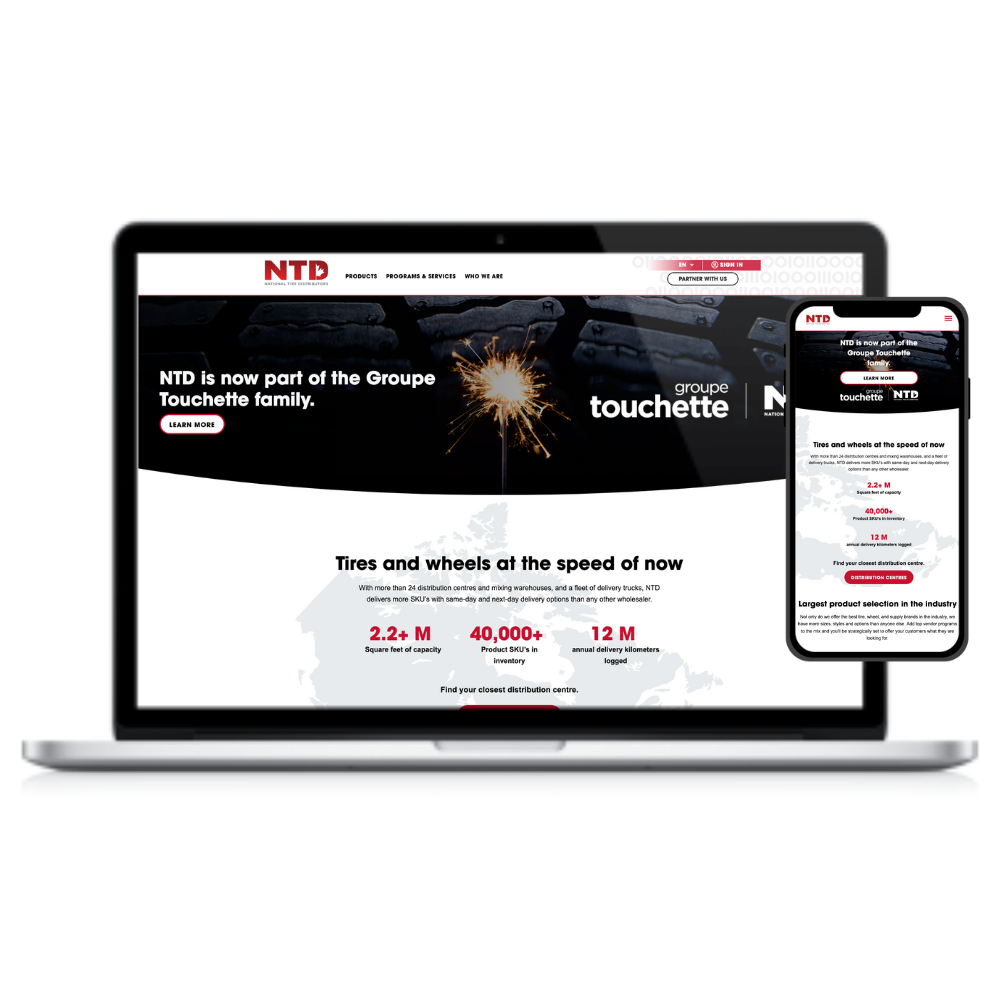 NTD
NATIONAL TIRE DISTRIBUTORS
PRODUCTS PROGRAMS & SERVICES WHO WE ARE
EN SIGN IN
PARTNER WITH US
NTD is now part of the Groupe
Touchette family.
LEARN MORE
groupe
touchette
N
NATION
Tires and wheels at the speed of now
With more than 24 distribution centres and mixing warehouses, and a fleet of delivery trucks, NTD
delivers more SKU's with same-day and next-day delivery options than any other wholesaler.
2.2+ M
Square feet of capacity
40,000+
Product SKU's in
inventory
12 M
annual delivery kilometers
logged
Find your closest distribution centre.
NTD
NTD is now part of the
Groupe Touchette
family.
LEARN MORE
groupe
touchette
NTD
Tires and wheels at the speed of now
With more than 24 distribution centres and mixing warehouses, and a fleet of
delivery trucks, NTD delivers more SKU's with same-day and next-day delivery
options than any other wholesaler.
2.2+ M
Square feet of capacity
40,000+
Product SKU's in inventory
12 M
annual delivery kilometers logged
Find your closest distribution centre.
DISTRIBUTION CENTRES
Largest product selection in the industry
Not only do we offer the best tire, wheel, and supply brands in the industry, we
have more sizes, styles and options than anyone else. Add top vendor programs
to the mix and you'll be strategically set to offer your customers what they are
looking for.